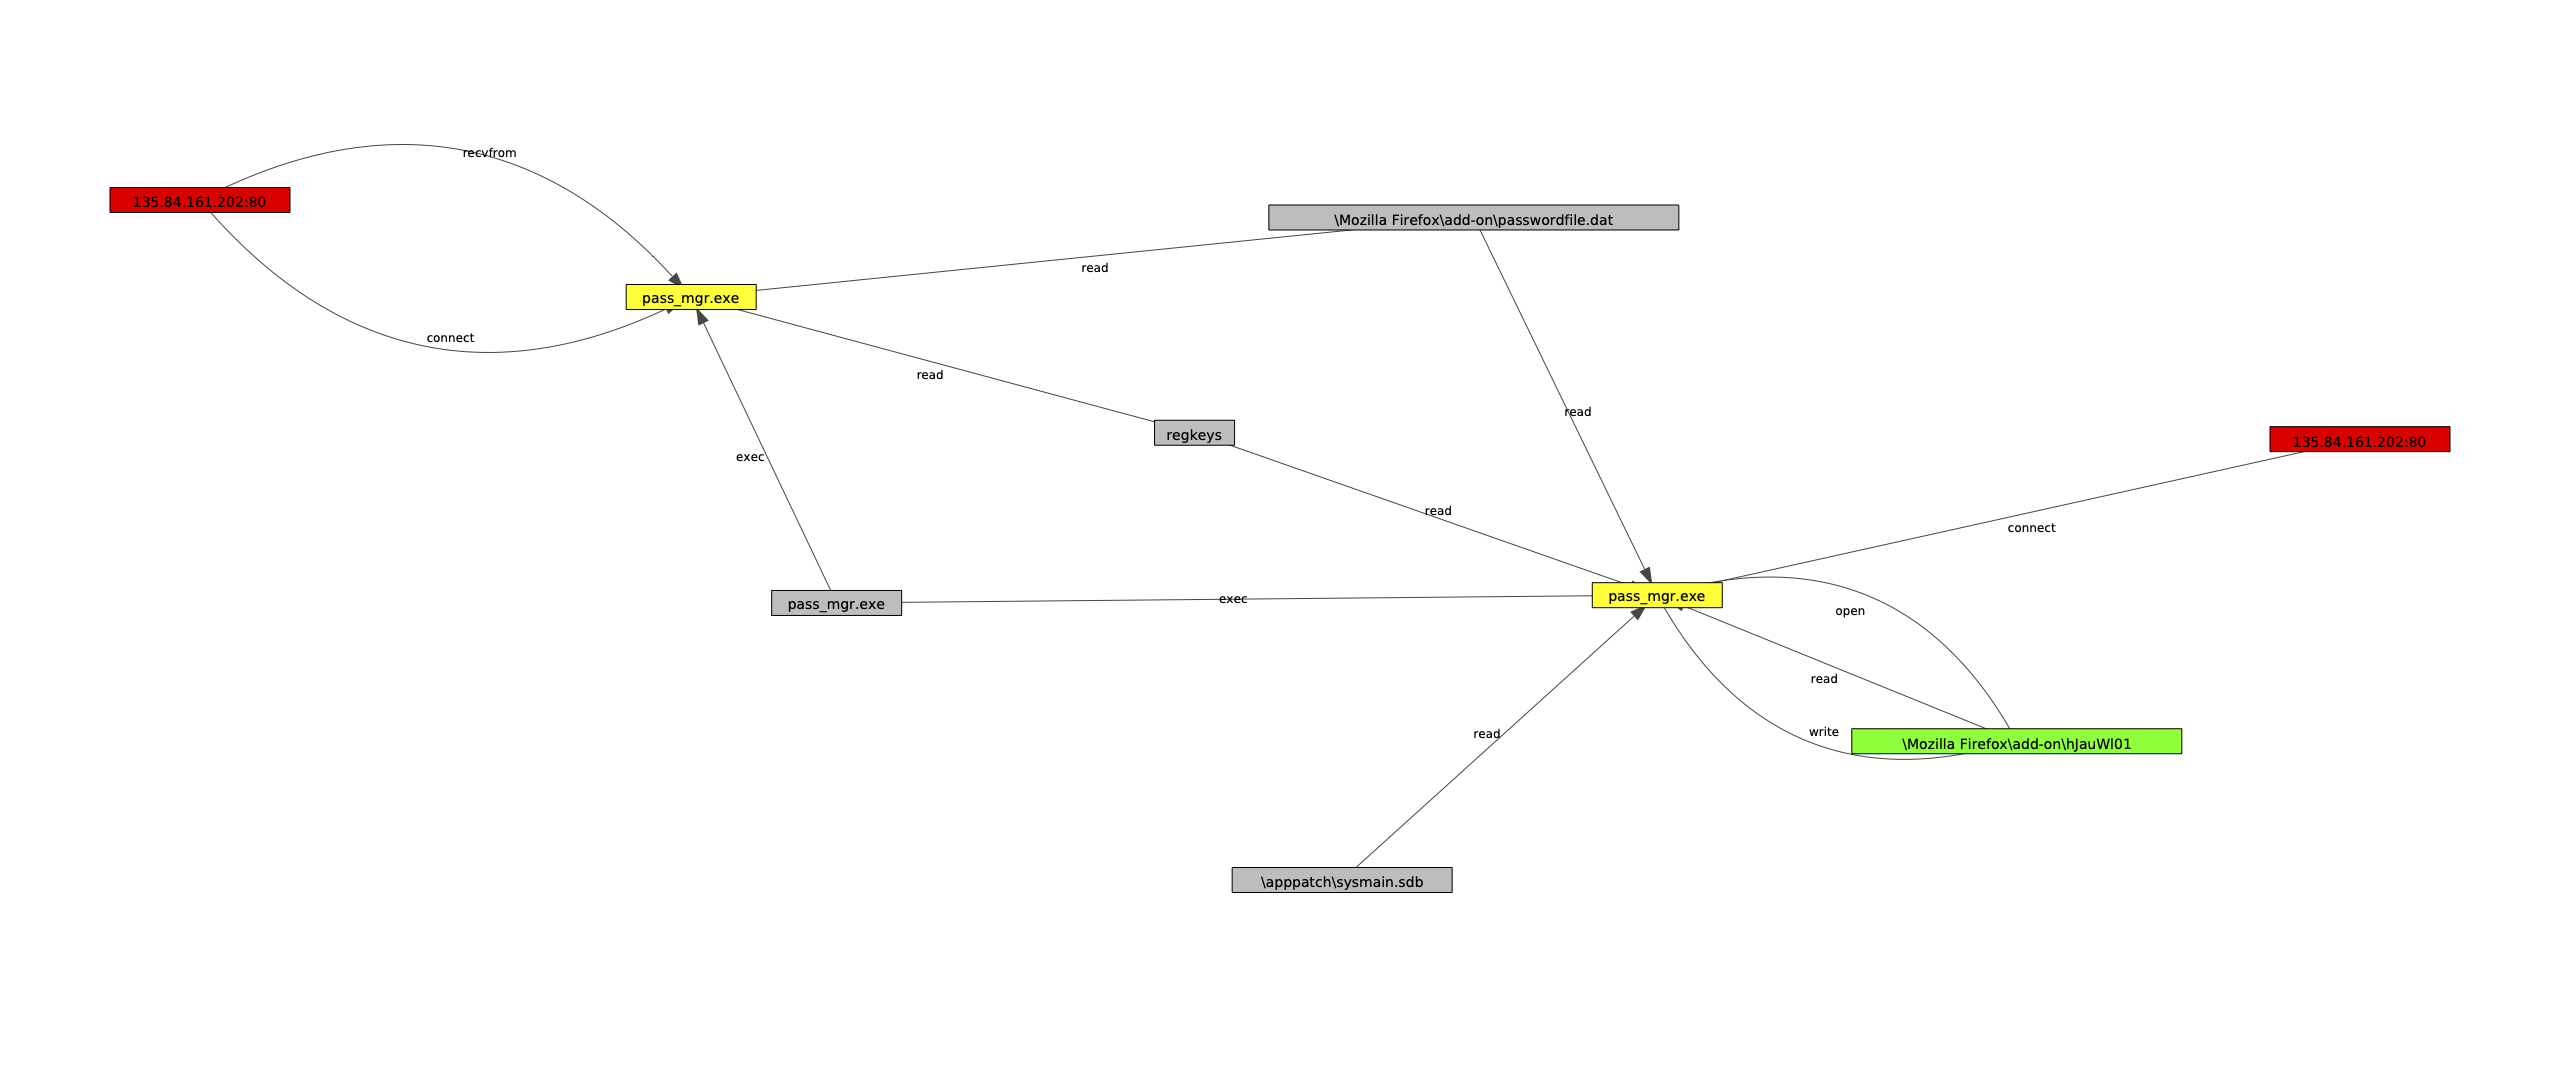 recvfrom
135.84.161.202:80
\Mozilla Firefox\add-on\passwordfile.dat
read
pass_mgr.exe
connect
read
read
regkeys
135.84.161.202:80
exec
read
connect
pass_mgr.exe
exec
pass_mgr.exe
open
read
write
read
\Mozilla Firefox\add-on\hJauWl01
\apppatch\sysmain.sdb